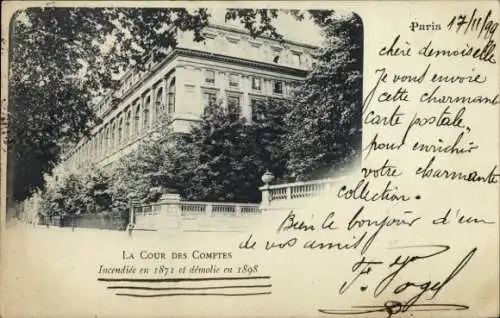 Paris 17/11/99
chère demoiselle
Je vous envoie
cette charmante
carte postale,
pour enrichir
votre charmante
collection.
Bien le bonjour d'un
de vos amis
LA COUR DES COMPTES
Incendiée en 1871 et démolie en 1898